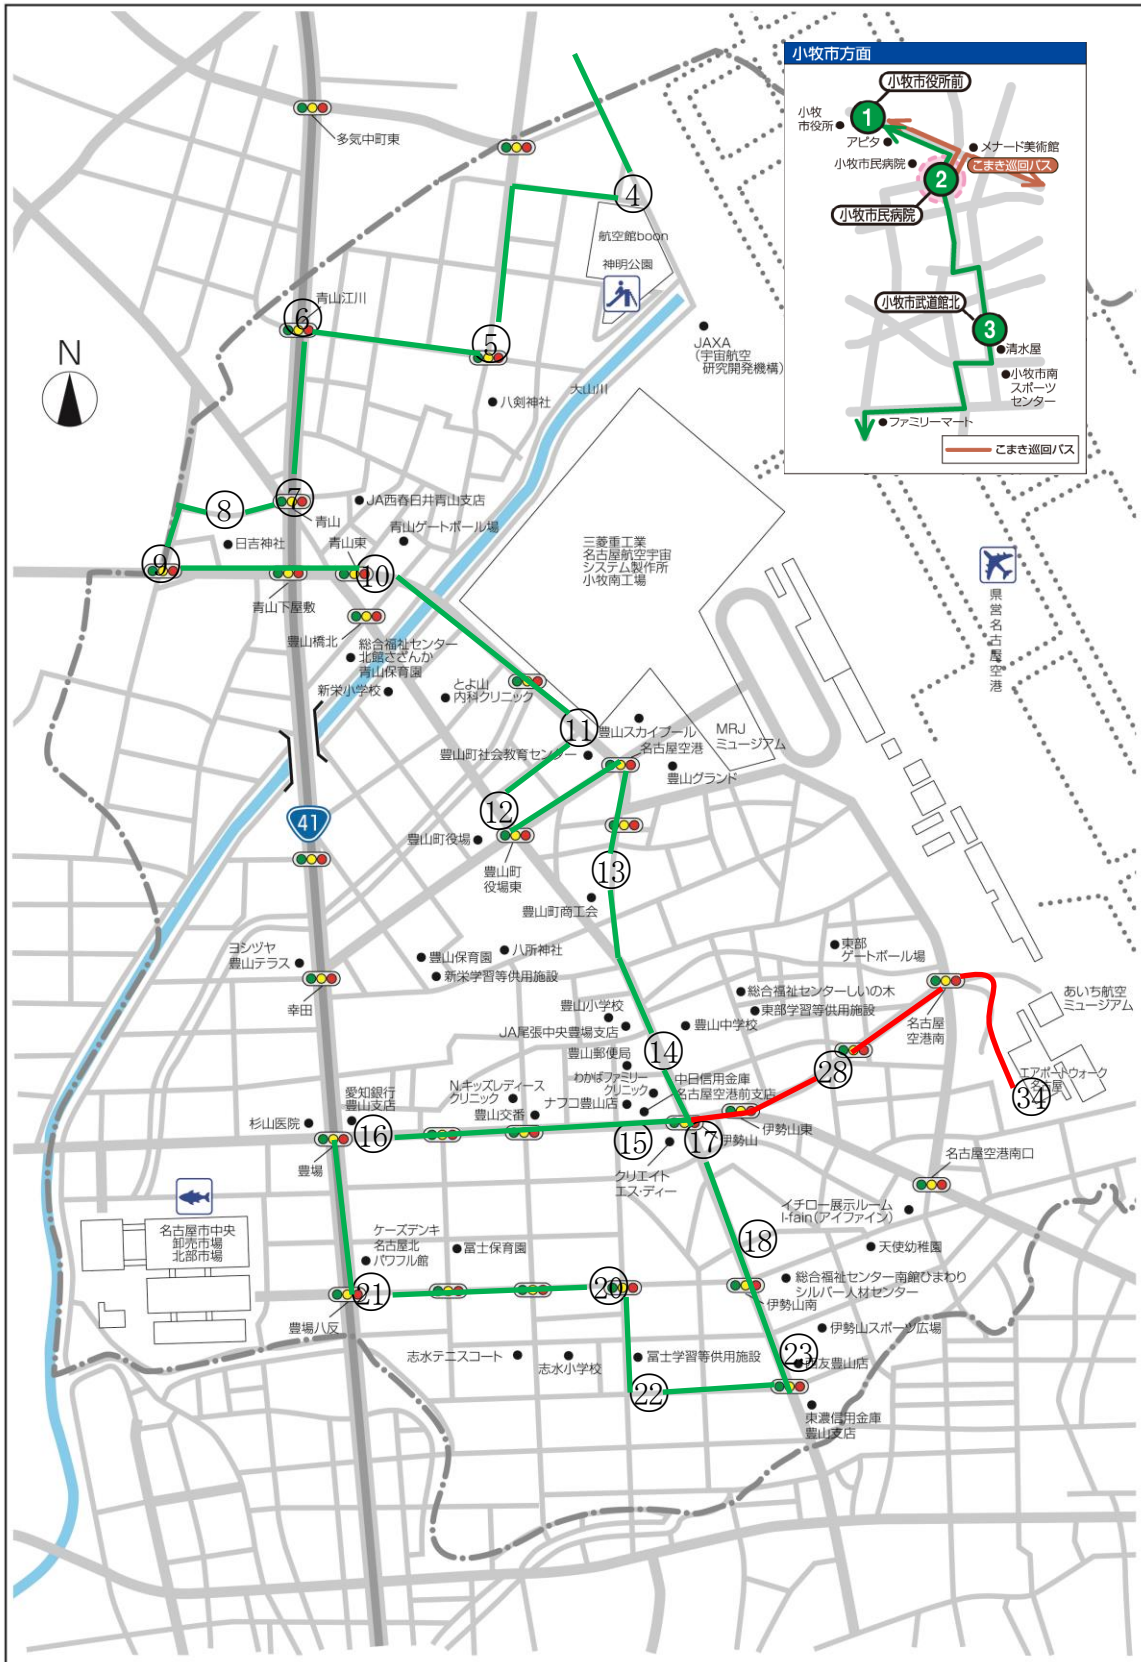 小牧市方面
小牧市役所前
1
小牧
市役所
アピタ
メナード美術館
小牧市民病院
こまき巡回バス
2
小牧市民病院
小牧市武道館北
3
清水屋
小牧市南
スポーツ
センター
ファミリーマート
こまき巡回バス
多気中町東
4
航空館boon
神明公園
青山江川
6
5
N
JAXA
(宇宙航空
研究開発機構)
大山川
八剣神社
7
8
JA西春日井青山支店
青山
青山ゲートボール場
日吉神社
青山東
9
10
三菱重工業
名古屋航空宇宙
システム製作所
小牧南工場
県営名古屋空港
青山下屋敷
豊山橋北
総合福祉センター
北館さざんか
青山保育園
新栄小学校
とよ山
内科クリニック
11
豊山スカイプール
名古屋空港
MRJ
ミュージアム
豊山町社会教育センター
豊山グランド
12
41
豊山町役場
豊山町
役場東
13
豊山町商工会
ヨシヅヤ
豊山テラス
豊山保育園
八所神社
新栄学習等供用施設
幸田
東部
ゲートボール場
総合福祉センターしいの木
東部学習等供用施設
名古屋
空港南
あいち航空
ミュージアム
豊山小学校
JA尾張中央豊場支店
豊山中学校
14
豊山郵便局
わかばファミリー
クリニック
中日信用金庫
名古屋空港前支店
28
エアポートウォーク
名古屋
34
愛知銀行
豊山支店
N.キッズレディース
クリニック
ナフコ豊山店
杉山医院
16
豊山交番
15
17
伊勢山
伊勢山東
豊場
クリエイト
エス・ディー
名古屋空港南口
イチロー展示ルーム
I-fain(アイファイン)
名古屋市中央
卸売市場
北部市場
ケーズデンキ
名古屋北
パワフル館
冨士保育園
18
天使幼稚園
総合福祉センター南館ひまわり
シルバー人材センター
21
20
伊勢山南
豊場八反
伊勢山スポーツ広場
志水テニスコート
志水小学校
冨士学習等供用施設
23
西友豊山店
22
東濃信用金庫
豊山支店